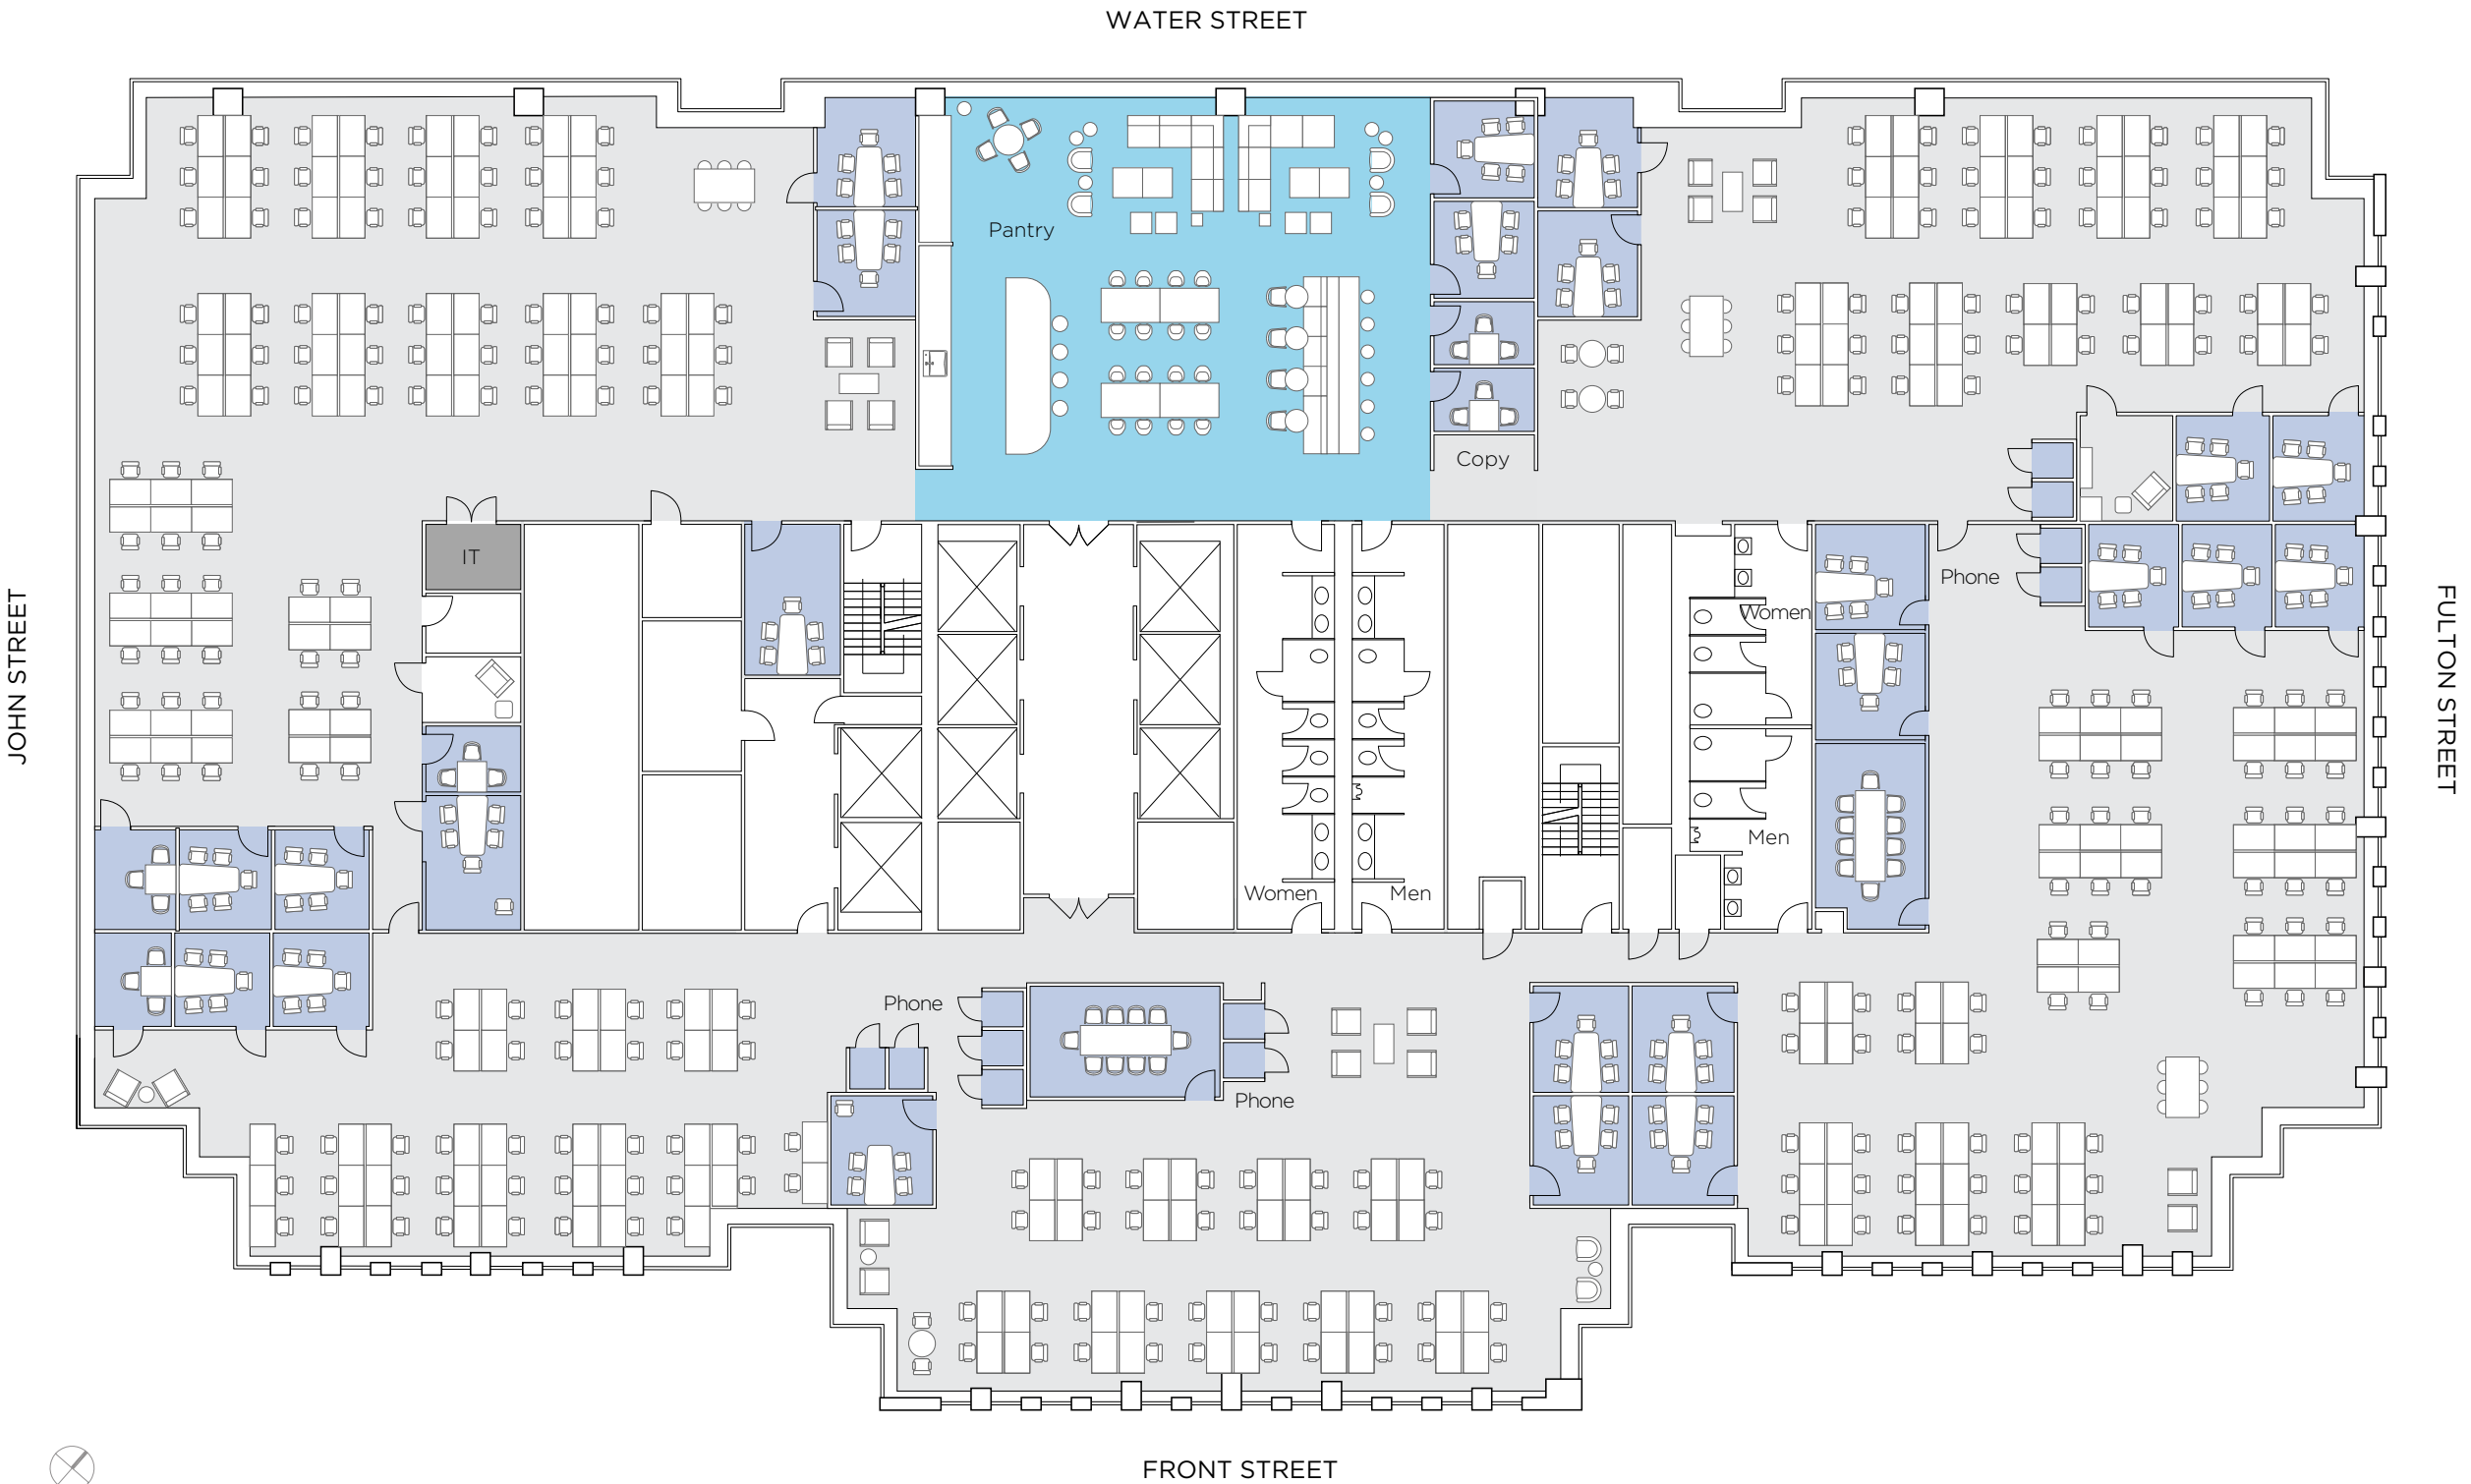 WATER STREET
Pantry
Copy
IT
Phone
Women
JOHN STREET
FULTON STREET
Men
Women
Men
Phone
Phone
FRONT STREET